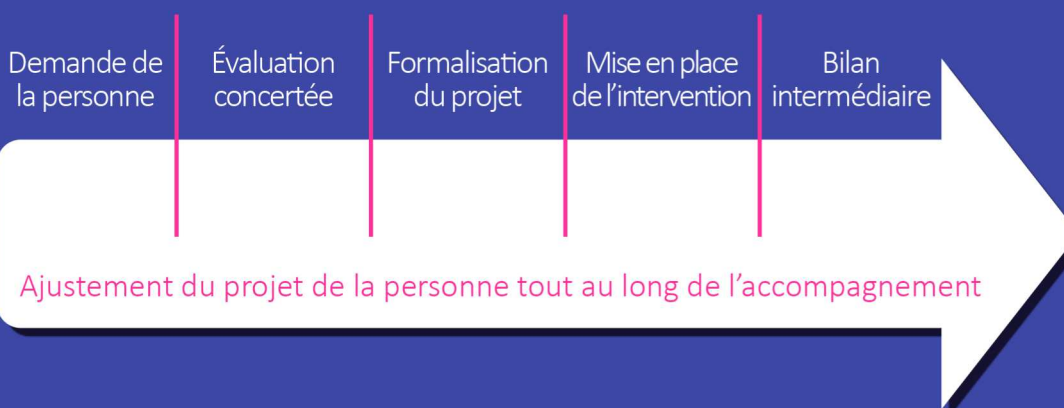 Demande de
la personne
Évaluation
concertée
Formalisation
du projet
Mise en place
de l'intervention
Bilan
intermédiaire
Ajustement du projet de la personne tout au long de l'accompagnement